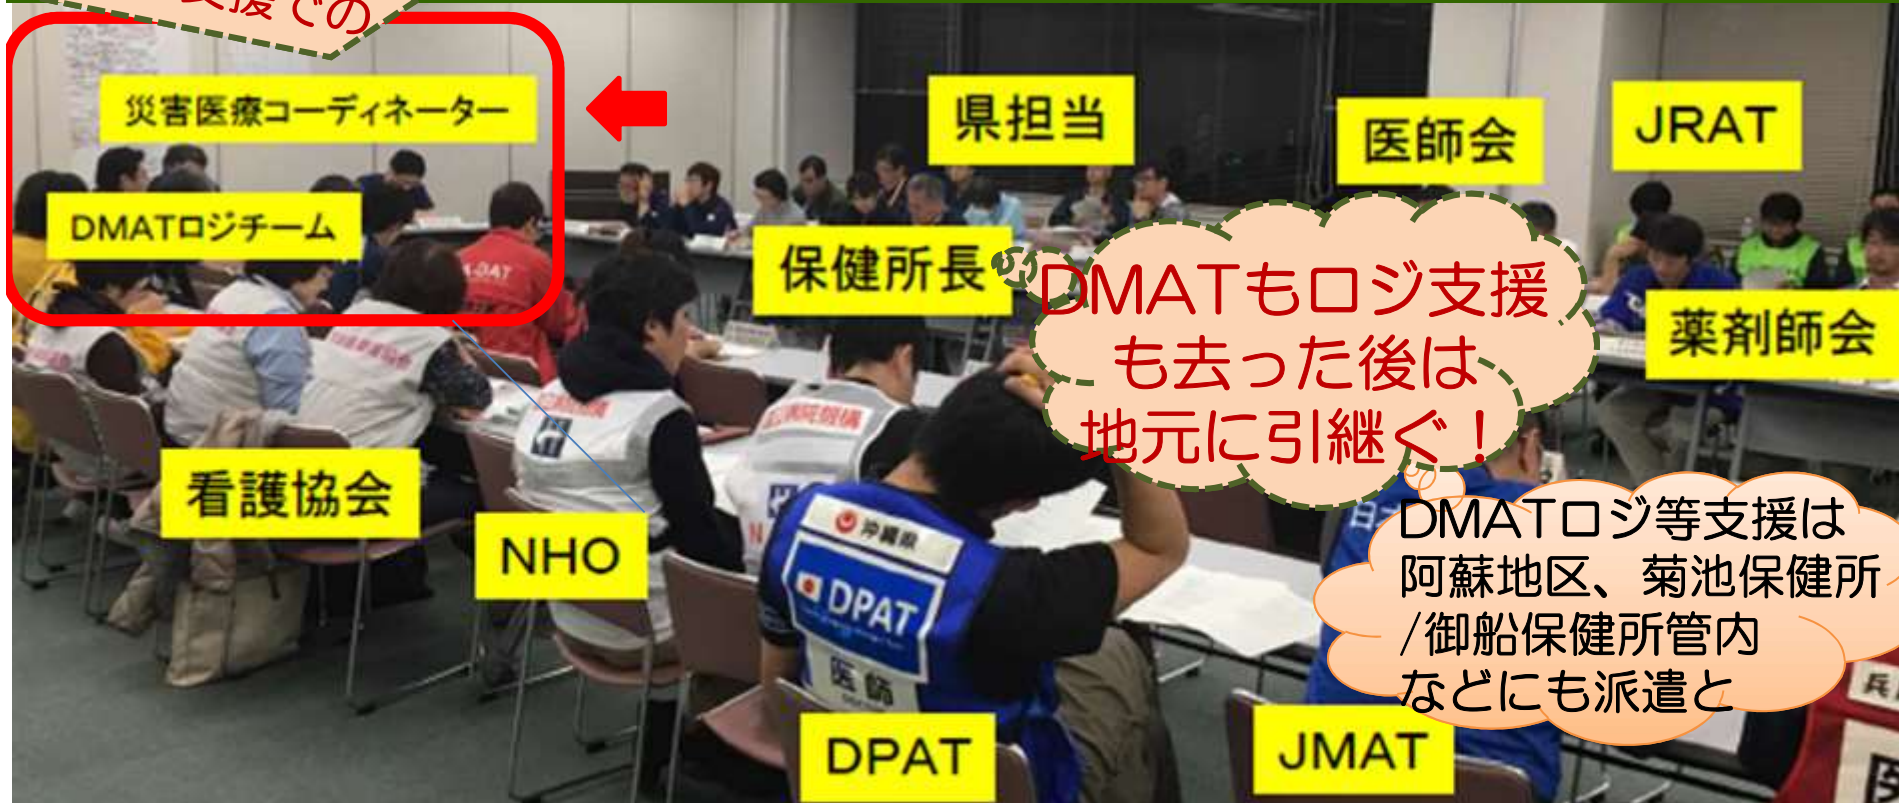 支援での
災害医療コーディネーター
県担当
医師会
JRAT
DMATロジチーム
保健所長
DMATもロジ支援
も去った後は
地元に引継ぐ！
薬剤師会
看護協会
NHO
沖縄県
DPAT
医師
DMATロジ等支援は
阿蘇地区、菊池保健所
/御船保健所管内
などにも派遣と
DPAT
JMAT